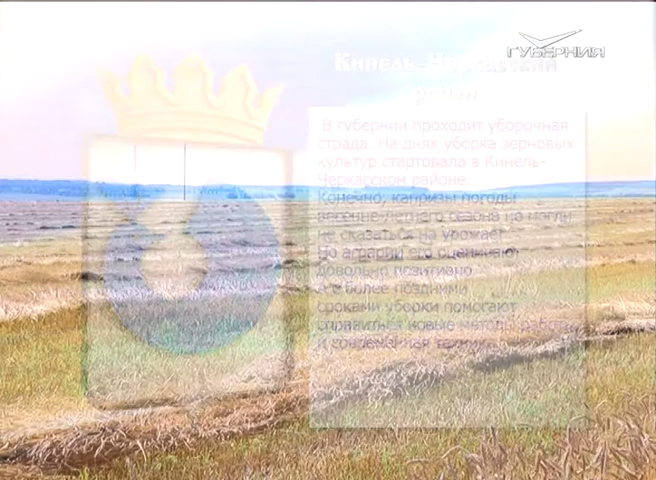 ГУБЕРНИЯ
Кинель-Черкасский
район
В губернии проходит уборочная
страда. На днях уборка зерновых
культур стартовала в Кинель-
Черкасском районе.
Конечно, капризы погоды
весенне-летнего сезона не могли
не сказаться на урожае.
Но аграрии его оценивают
довольно позитивно,
а с более поздними
сроками уборки помогают
справиться новые методы работы
и современная техника.